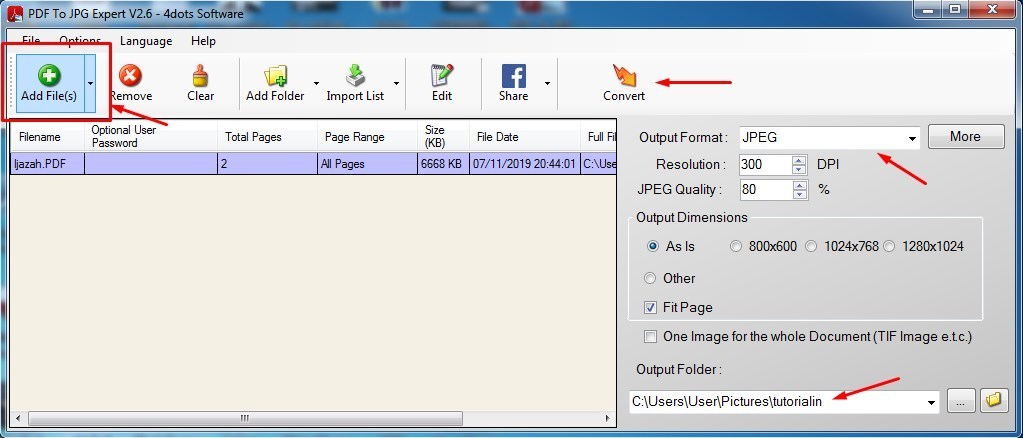 PDF To JPG Expert V2.6 - 4dots Software
File Options Language Help
Add File(s) Remove Clear Add Folder Import List Edit Share Convert
Filename Optional User Password Total Pages Page Range Size (KB) File Date Full Fil
Ijazah.PDF 2 All Pages 6668 KB 07/11/2019 20:44:01 C:\Use
Output Format : JPEG More
Resolution : 300 DPI
JPEG Quality : 80 %
Output Dimensions
As Is 800x600 1024x768 1280x1024
Other
Fit Page
One Image for the whole Document (TIF Image e.t.c.)
Output Folder :
C:\Users\User\Pictures\tutorialin ...